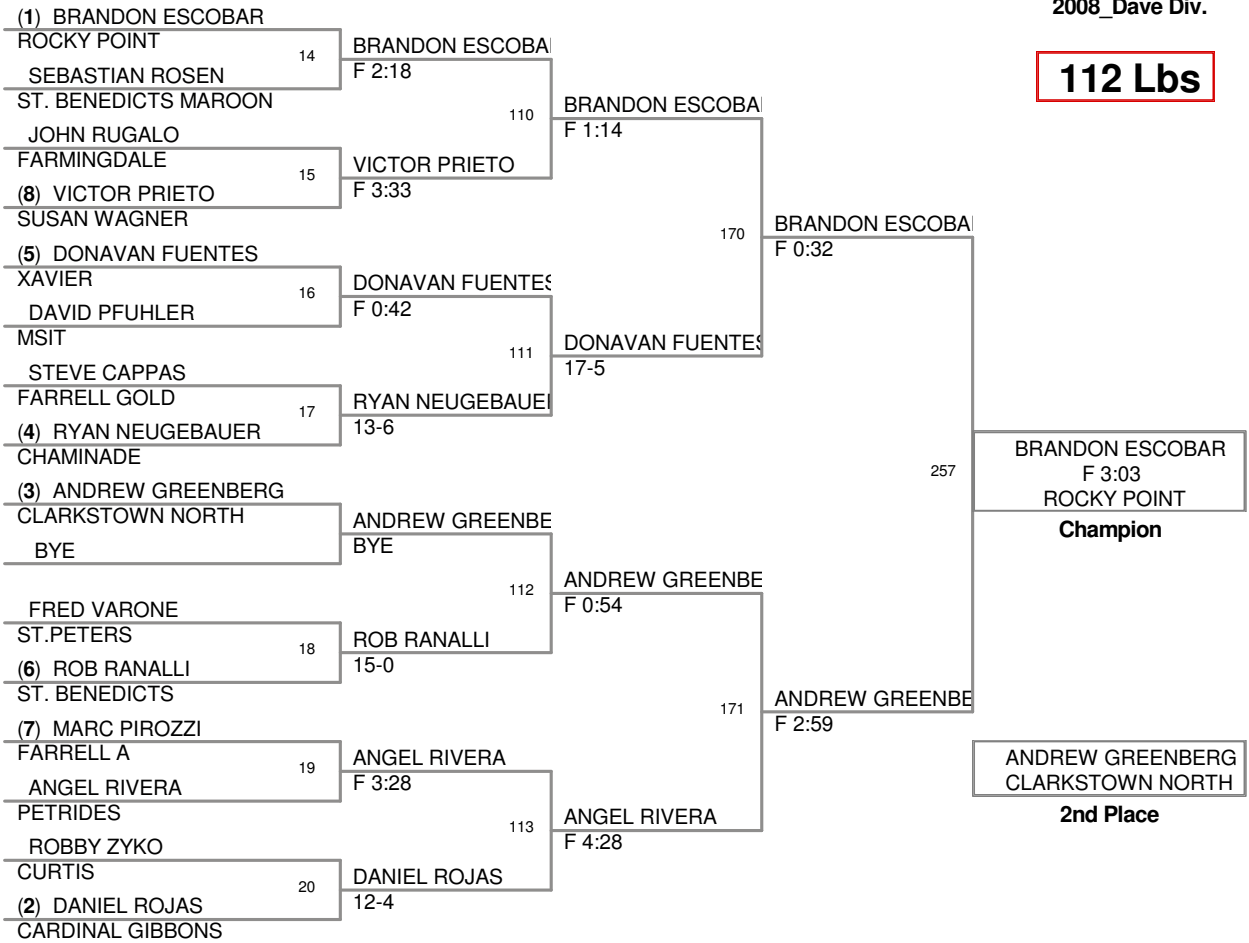 2008_Dave Div.
112 Lbs
(1) BRANDON ESCOBAR
ROCKY POINT
14
SEBASTIAN ROSEN
ST. BENEDICTS MAROON
JOHN RUGALO
FARMINGDALE
15
(8) VICTOR PRIETO
SUSAN WAGNER
(5) DONAVAN FUENTES
XAVIER
16
DAVID PFUHLER
MSIT
STEVE CAPPAS
FARRELL GOLD
17
(4) RYAN NEUGEBAUER
CHAMINADE
(3) ANDREW GREENBERG
CLARKSTOWN NORTH
BYE
FRED VARONE
ST.PETERS
18
(6) ROB RANALLI
ST. BENEDICTS
(7) MARC PIROZZI
FARRELL A
19
ANGEL RIVERA
PETRIDES
ROBBY ZYKO
CURTIS
20
(2) DANIEL ROJAS
CARDINAL GIBBONS
BRANDON ESCOBA
F 2:18
110
VICTOR PRIETO
F 3:33
DONAVAN FUENTES
F 0:42
111
RYAN NEUGEBAUE
13-6
ANDREW GREENBE
BYE
112
ROB RANALLI
15-0
ANGEL RIVERA
F 3:28
113
DANIEL ROJAS
12-4
BRANDON ESCOBA
F 1:14
170
DONAVAN FUENTES
17-5
ANDREW GREENBE
F 0:54
171
ANGEL RIVERA
F 4:28
BRANDON ESCOBA
F 0:32
257
ANDREW GREENBE
F 2:59
BRANDON ESCOBAR
F 3:03
ROCKY POINT
Champion
ANDREW GREENBERG
CLARKSTOWN NORTH
2nd Place